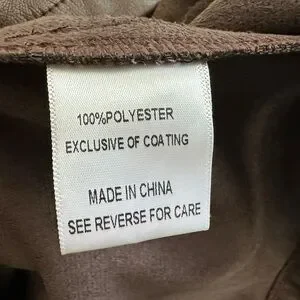 100%POLYESTER
EXCLUSIVE OF COATING
MADE IN CHINA
SEE REVERSE FOR CARE